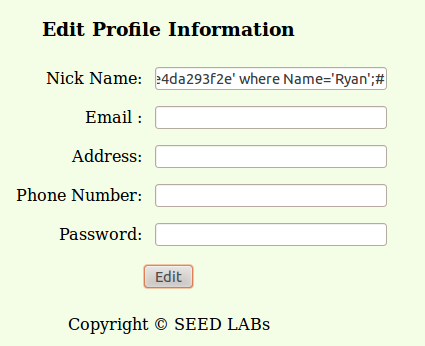 Edit Profile Information
Nick Name: e4da293f2e' where Name='Ryan';#
Email :
Address:
Phone Number:
Password:
Edit
Copyright © SEED LABs